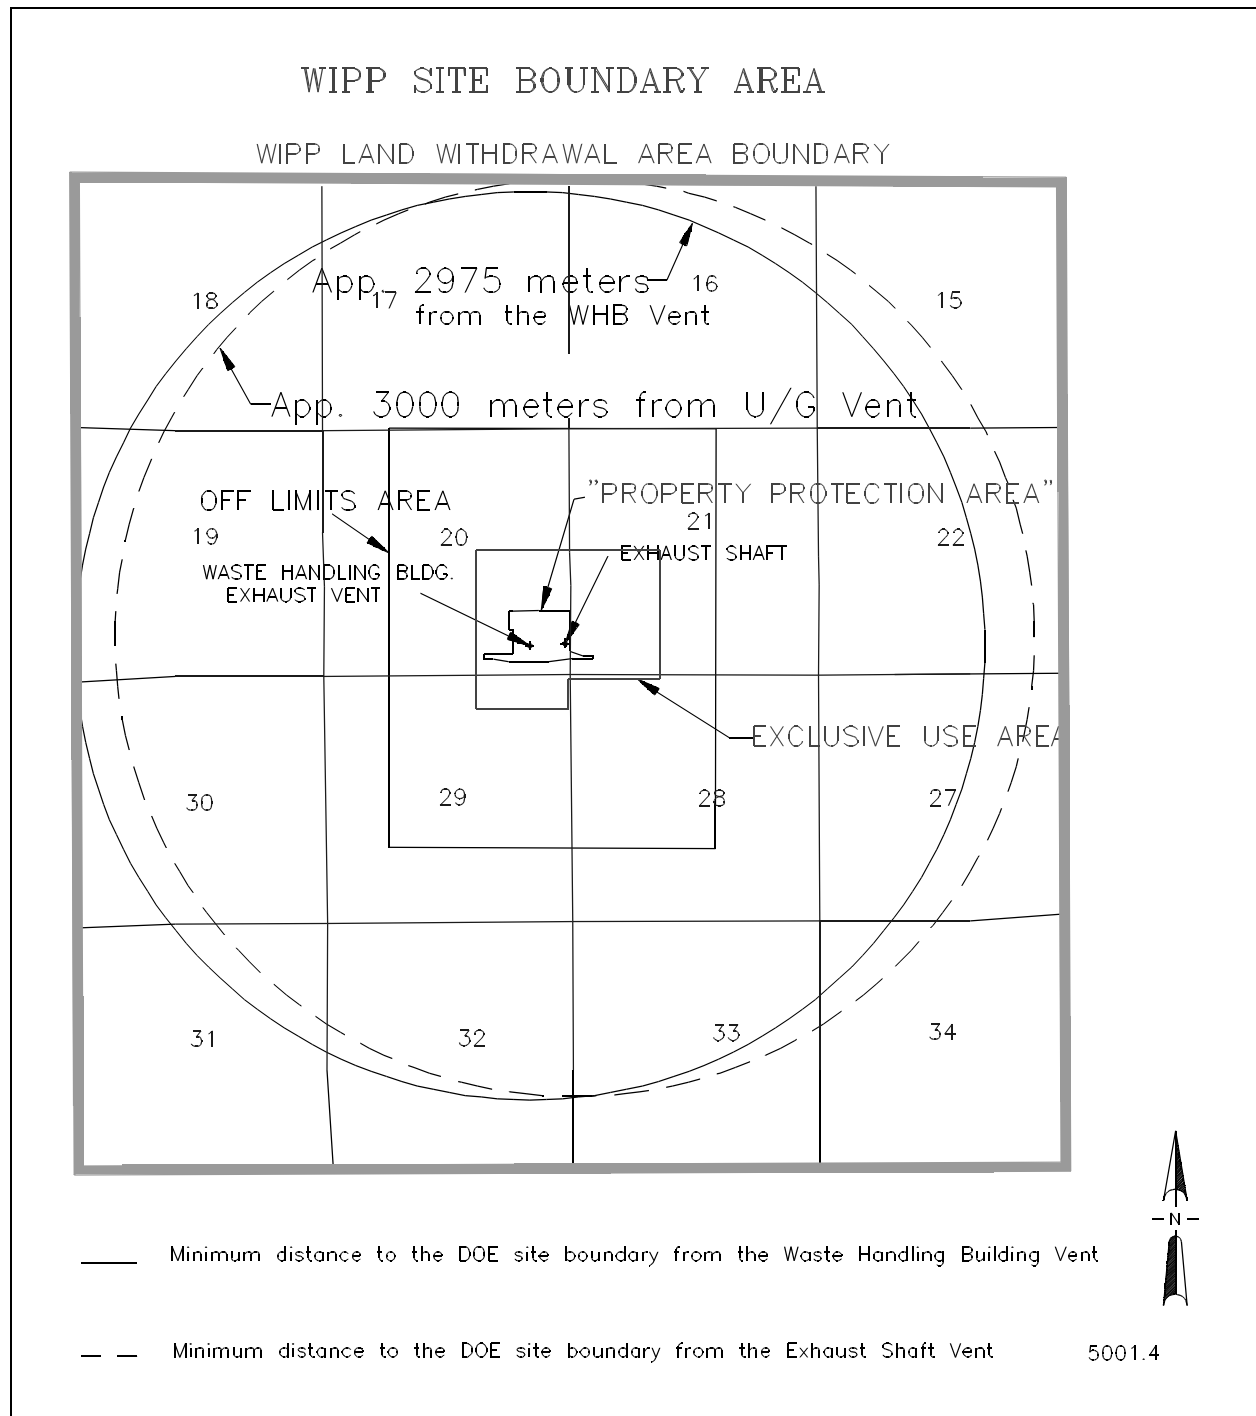 WIPP SITE BOUNDARY AREA
WIPP LAND WITHDRAWAL AREA BOUNDARY
18
17
16
15
App. 2975 meters
from the WHB Vent
App. 3000 meters from U/G Vent
OFF LIMITS AREA
"PROPERTY PROTECTION AREA"
19
20
21
22
EXHAUST SHAFT
WASTE HANDLING BLDG.
EXHAUST VENT
EXCLUSIVE USE AREA
30
29
28
27
31
32
33
34
N
Minimum distance to the DOE site boundary from the Waste Handling Building Vent
Minimum distance to the DOE site boundary from the Exhaust Shaft Vent
5001.4